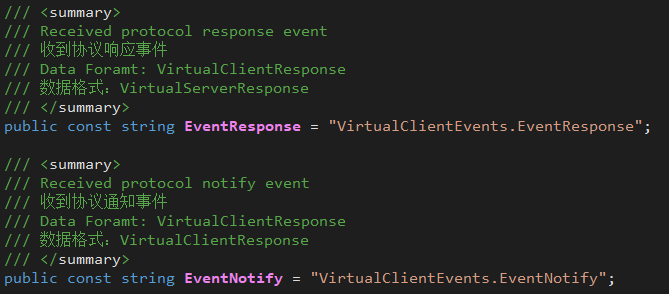 /// <summary>
/// Received protocol response event
/// 收到协议响应事件
/// Data Foramt: VirtualClientResponse
/// 数据格式：VirtualServerResponse
/// </summary>
public const string EventResponse = "VirtualClientEvents.EventResponse";
/// <summary>
/// Received protocol notify event
/// 收到协议通知事件
/// Data Foramt: VirtualClientResponse
/// 数据格式：VirtualClientResponse
/// </summary>
public const string EventNotify = "VirtualClientEvents.EventNotify";